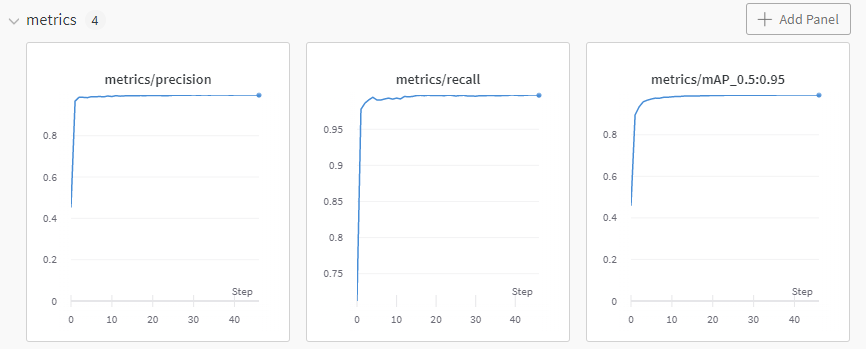 metrics 4
Add Panel
metrics/precision
0.8
0.6
0.4
0.2
0
Step
0 10 20 30 40
metrics/recall
0.95
0.9
0.85
0.8
0.75
Step
0 10 20 30 40
metrics/mAP_0.5:0.95
0.8
0.6
0.4
0.2
0
Step
0 10 20 30 40